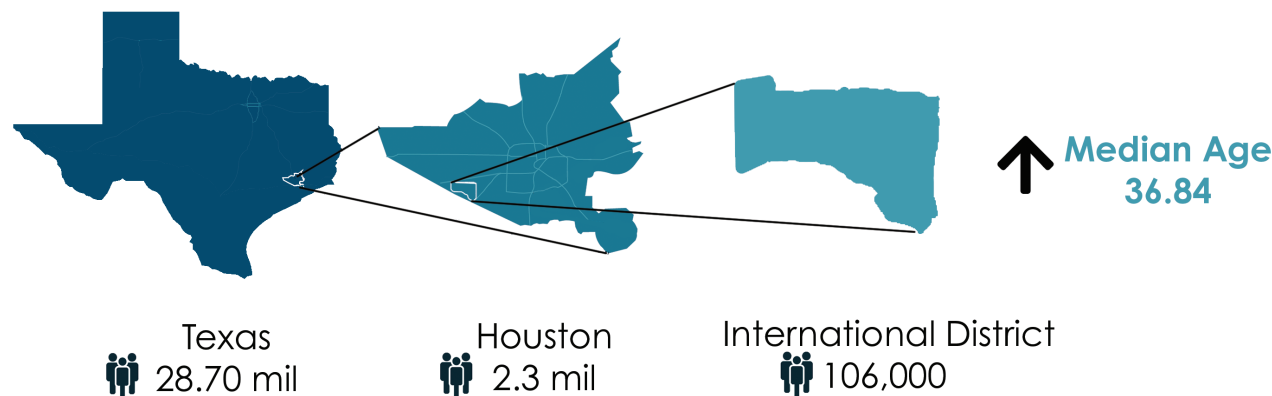 Median Age
36.84
Texas
28.70 mil
Houston
2.3 mil
International District
106,000